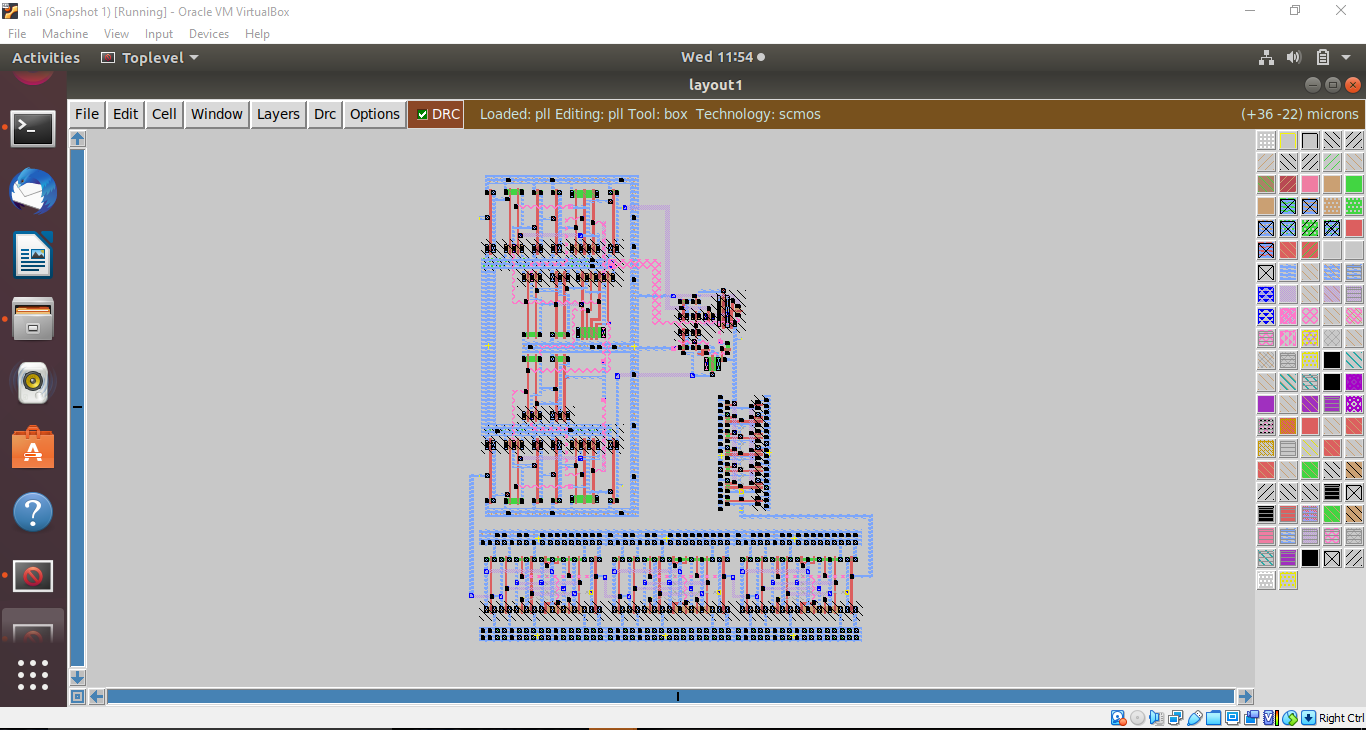 nali (Snapshot 1) [Running] - Oracle VM VirtualBox
File Machine View Input Devices Help
Activities Toplevel Wed 11:54
layout1
File Edit Cell Window Layers Drc Options DRC Loaded: pll Editing: pll Tool: box Technology: scmos (+36 -22) microns
Right Ctrl